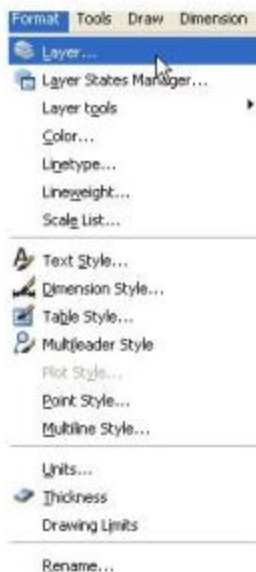 Format Tools Draw Dimension
Layer...
Layer States Manager...
Layer tools
Color...
Linetype...
Lineweight...
Scale List...
Text Style...
Dimension Style...
Table Style...
Multileader Style
Plot Style...
Point Style...
Multiline Style...
Units...
Thickness
Drawing Limits
Rename...